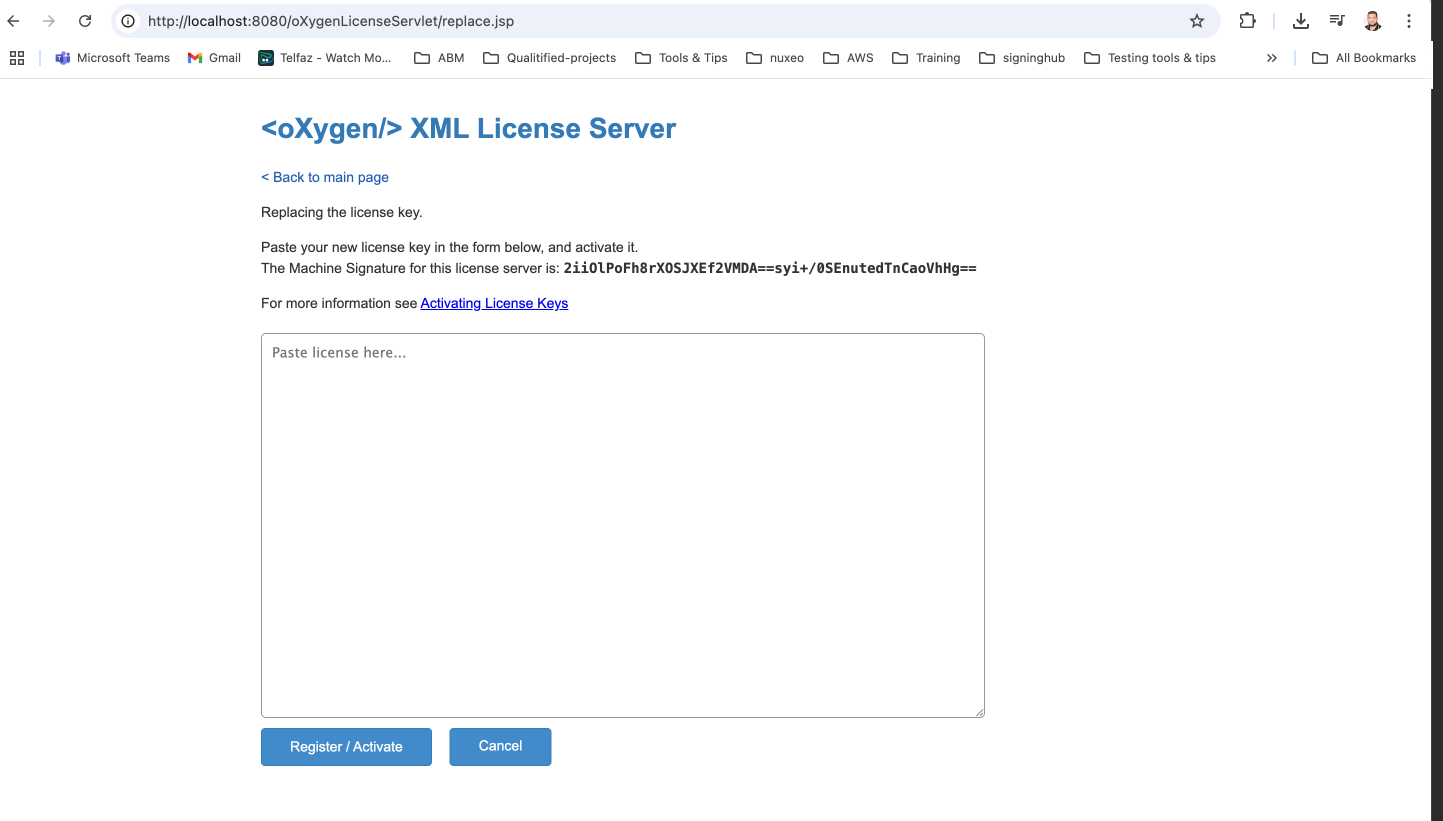 http://localhost:8080/oXygenLicenseServlet/replace.jsp
Microsoft Teams Gmail Telfaz - Watch Mo... ABM Qualitified-projects Tools & Tips nuxeo AWS Training signinghub Testing tools & tips » All Bookmarks
<oXygen/> XML License Server
< Back to main page
Replacing the license key.
Paste your new license key in the form below, and activate it.
The Machine Signature for this license server is: 2iiOlPoFh8rXOSJXEf2VMDA==syi+/0SEnutedTnCaoVhHg==
For more information see Activating License Keys
Paste license here...
Register / Activate Cancel